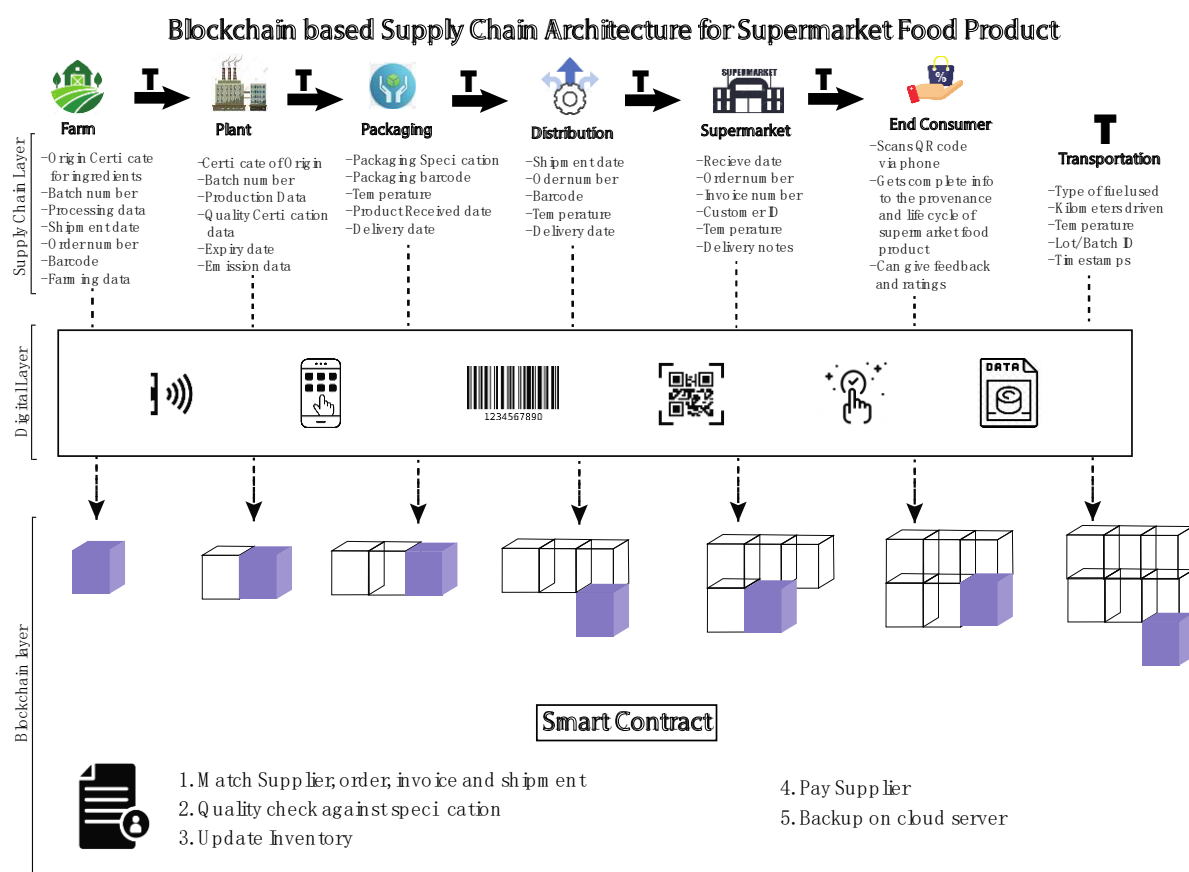 Blockchain based Supply Chain Architecture for Supermarket Food Product
T
T
T
T
T
SUPERMARKET
%
T
Farm
Plant
Packaging
Distribution
Supermarket
End Consumer
Transportation
Supply Chain Layer
-Origin Certi cate
for ingredients
-Batch number
-Processing data
-Shipment date
-Order number
-Barcode
-Farming data
-Certi cate of Origin
-Batch number
-Production Data
-Quality Certi cation
data
-Expiry date
-Emission data
-Packaging Speci cation
-Packaging barcode
-Temperature
-Product Received date
-Delivery date
-Shipment date
-Oder number
-Barcode
-Temperature
-Delivery date
-Recieve date
-Order number
-Invoice number
-Customer ID
-Temperature
-Delivery notes
-Scans QR code
via phone
-Gets complete info
to the provenance
and life cycle of
supermarket food
product
-Can give feedback
and ratings
-Type of fuel used
-Kilometers driven
-Temperature
-Lot/Batch ID
-Timestamps
Digital Layer
1234567890
DATA
Blockchain layer
Smart Contract
1. Match Supplier, order, invoice and shipment
2. Quality check against speci cation
3. Update Inventory
4. Pay Supplier
5. Backup on cloud server